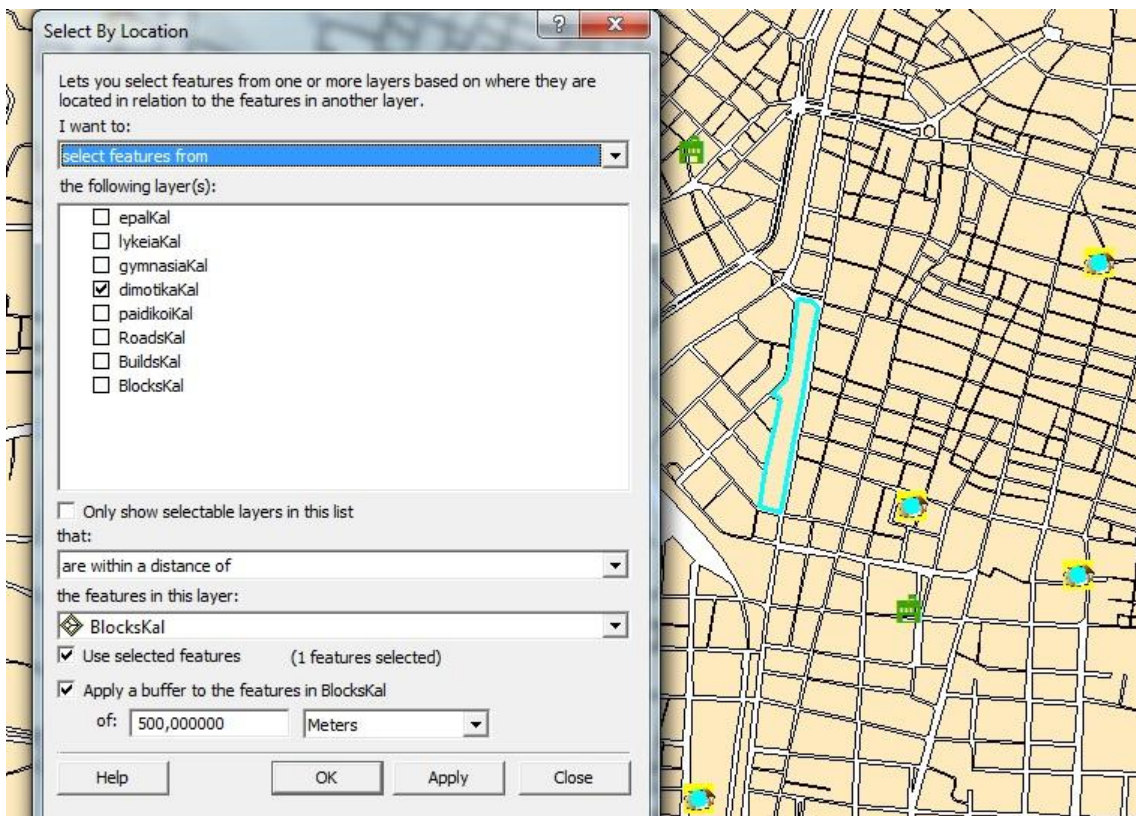 Select By Location
Lets you select features from one or more layers based on where they are
located in relation to the features in another layer.
I want to:
select features from
the following layer(s):
epalKal
lykeiaKal
gymnasiaKal
dimotikaKal
paidikoiKal
RoadsKal
BuildsKal
BlocksKal
Only show selectable layers in this list
that:
are within a distance of
the features in this layer:
BlocksKal
Use selected features (1 features selected)
Apply a buffer to the features in BlocksKal
of: 500,000000 Meters
Help OK Apply Close